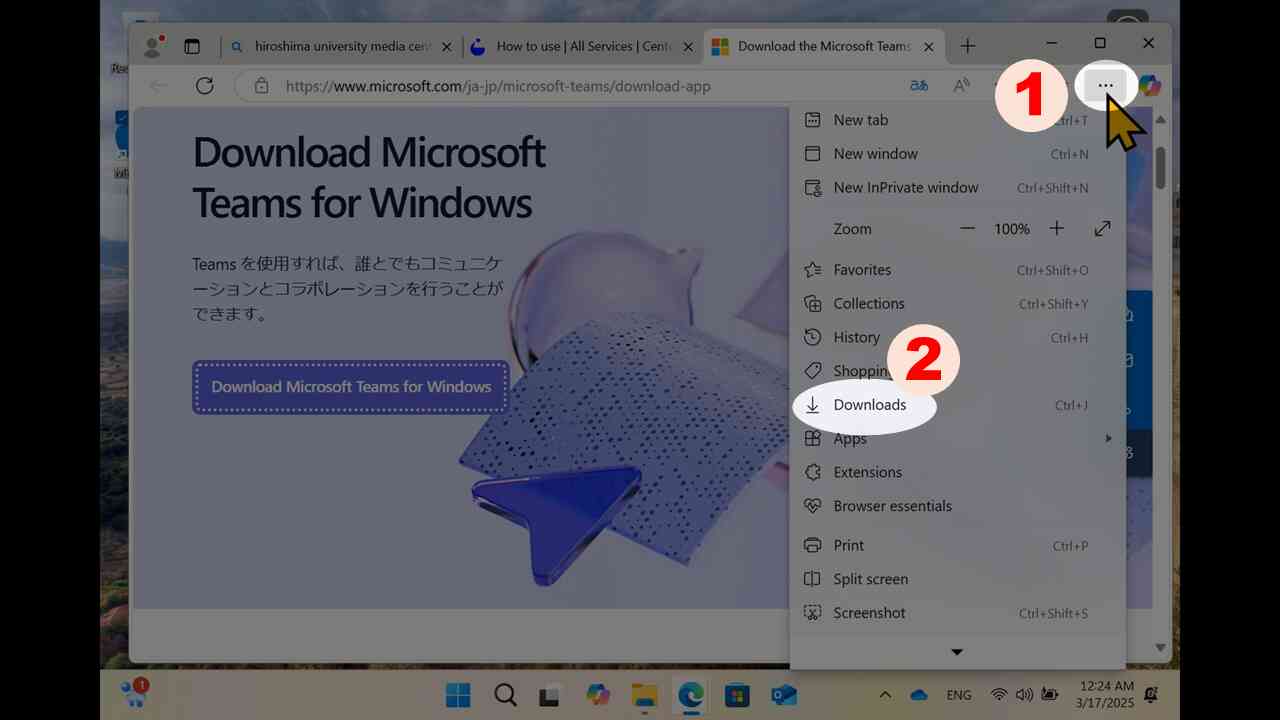 hiroshima university media cent
How to use | All Services | Cent
Download the Microsoft Teams
https://www.microsoft.com/ja-jp/microsoft-teams/download-app
1
Download Microsoft
Teams for Windows
Teams を使用すれば、誰とでもコミュニケ
ーションとコラボレーションを行うことが
できます。
Download Microsoft Teams for Windows
New tab Ctrl+T
New window Ctrl+N
New InPrivate window Ctrl+Shift+N
Zoom 100%
Favorites Ctrl+Shift+O
Collections Ctrl+Shift+Y
History Ctrl+H
2
Shopping
Downloads Ctrl+J
Apps
Extensions
Browser essentials
Print Ctrl+P
Split screen
Screenshot Ctrl+Shift+S
1
ENG
12:24 AM
3/17/2025